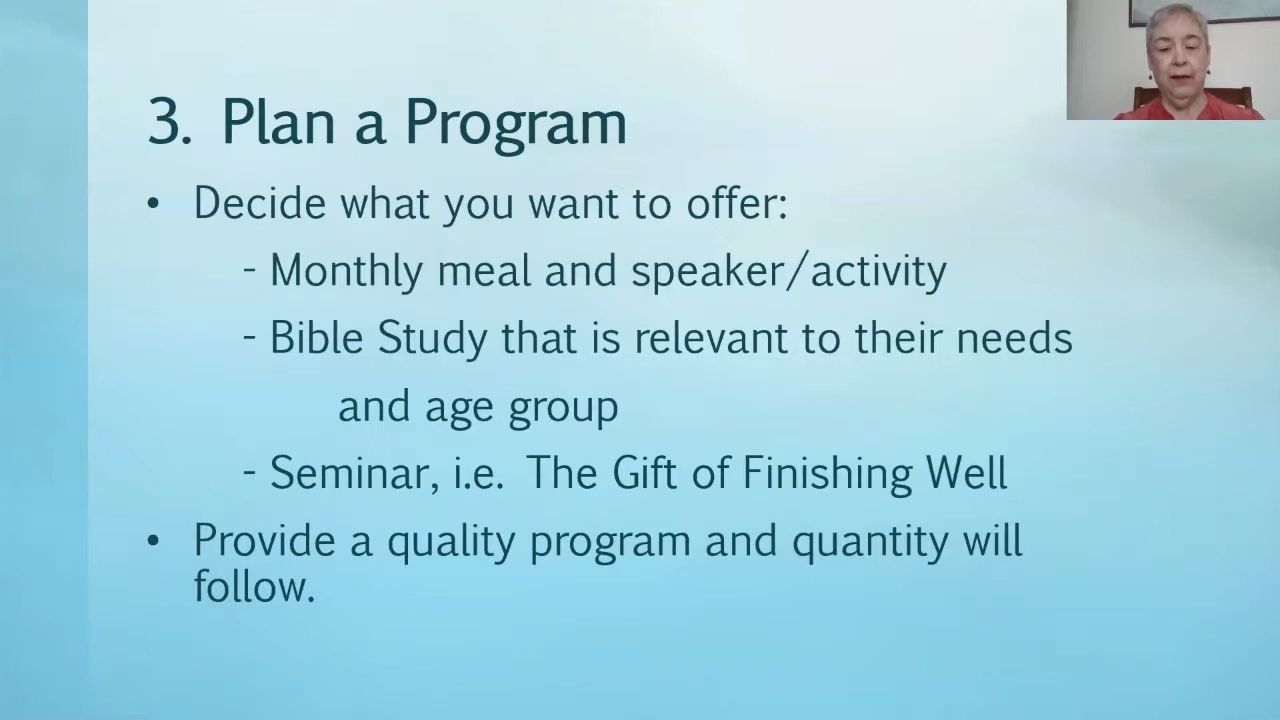 3. Plan a Program
• Decide what you want to offer:
- Monthly meal and speaker/activity
- Bible Study that is relevant to their needs
and age group
- Seminar, i.e. The Gift of Finishing Well
• Provide a quality program and quantity will
follow.